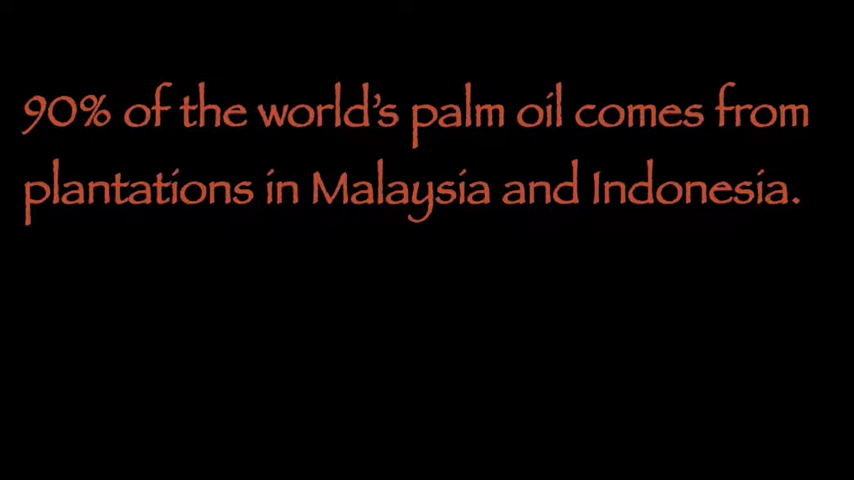 90% of the world's palm oil comes from
plantations in Malaysia and Indonesia.